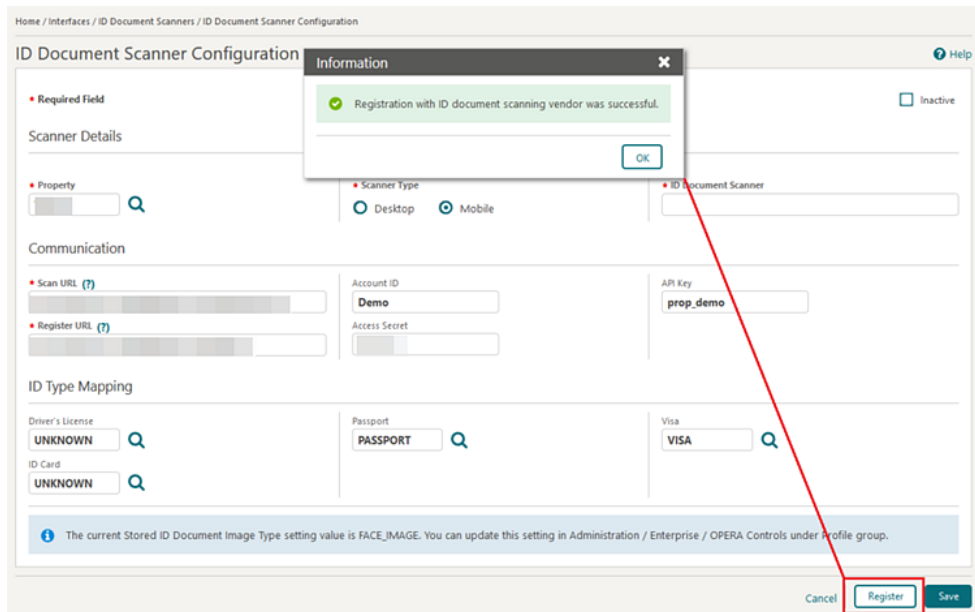 Home / Interfaces / ID Document Scanners / ID Document Scanner Configuration
ID Document Scanner Configuration
Help
Information
Registration with ID document scanning vendor was successful.
OK
* Required Field
Inactive
Scanner Details
* Property
* Scanner Type
Desktop
Mobile
* ID Document Scanner
Communication
* Scan URL (?)
Account ID
Demo
API Key
prop_demo
* Register URL (?)
Access Secret
ID Type Mapping
Driver's License
UNKNOWN
Passport
PASSPORT
Visa
VISA
ID Card
UNKNOWN
The current Stored ID Document Image Type setting value is FACE_IMAGE. You can update this setting in Administration / Enterprise / OPERA Controls under Profile group.
Cancel
Register
Save